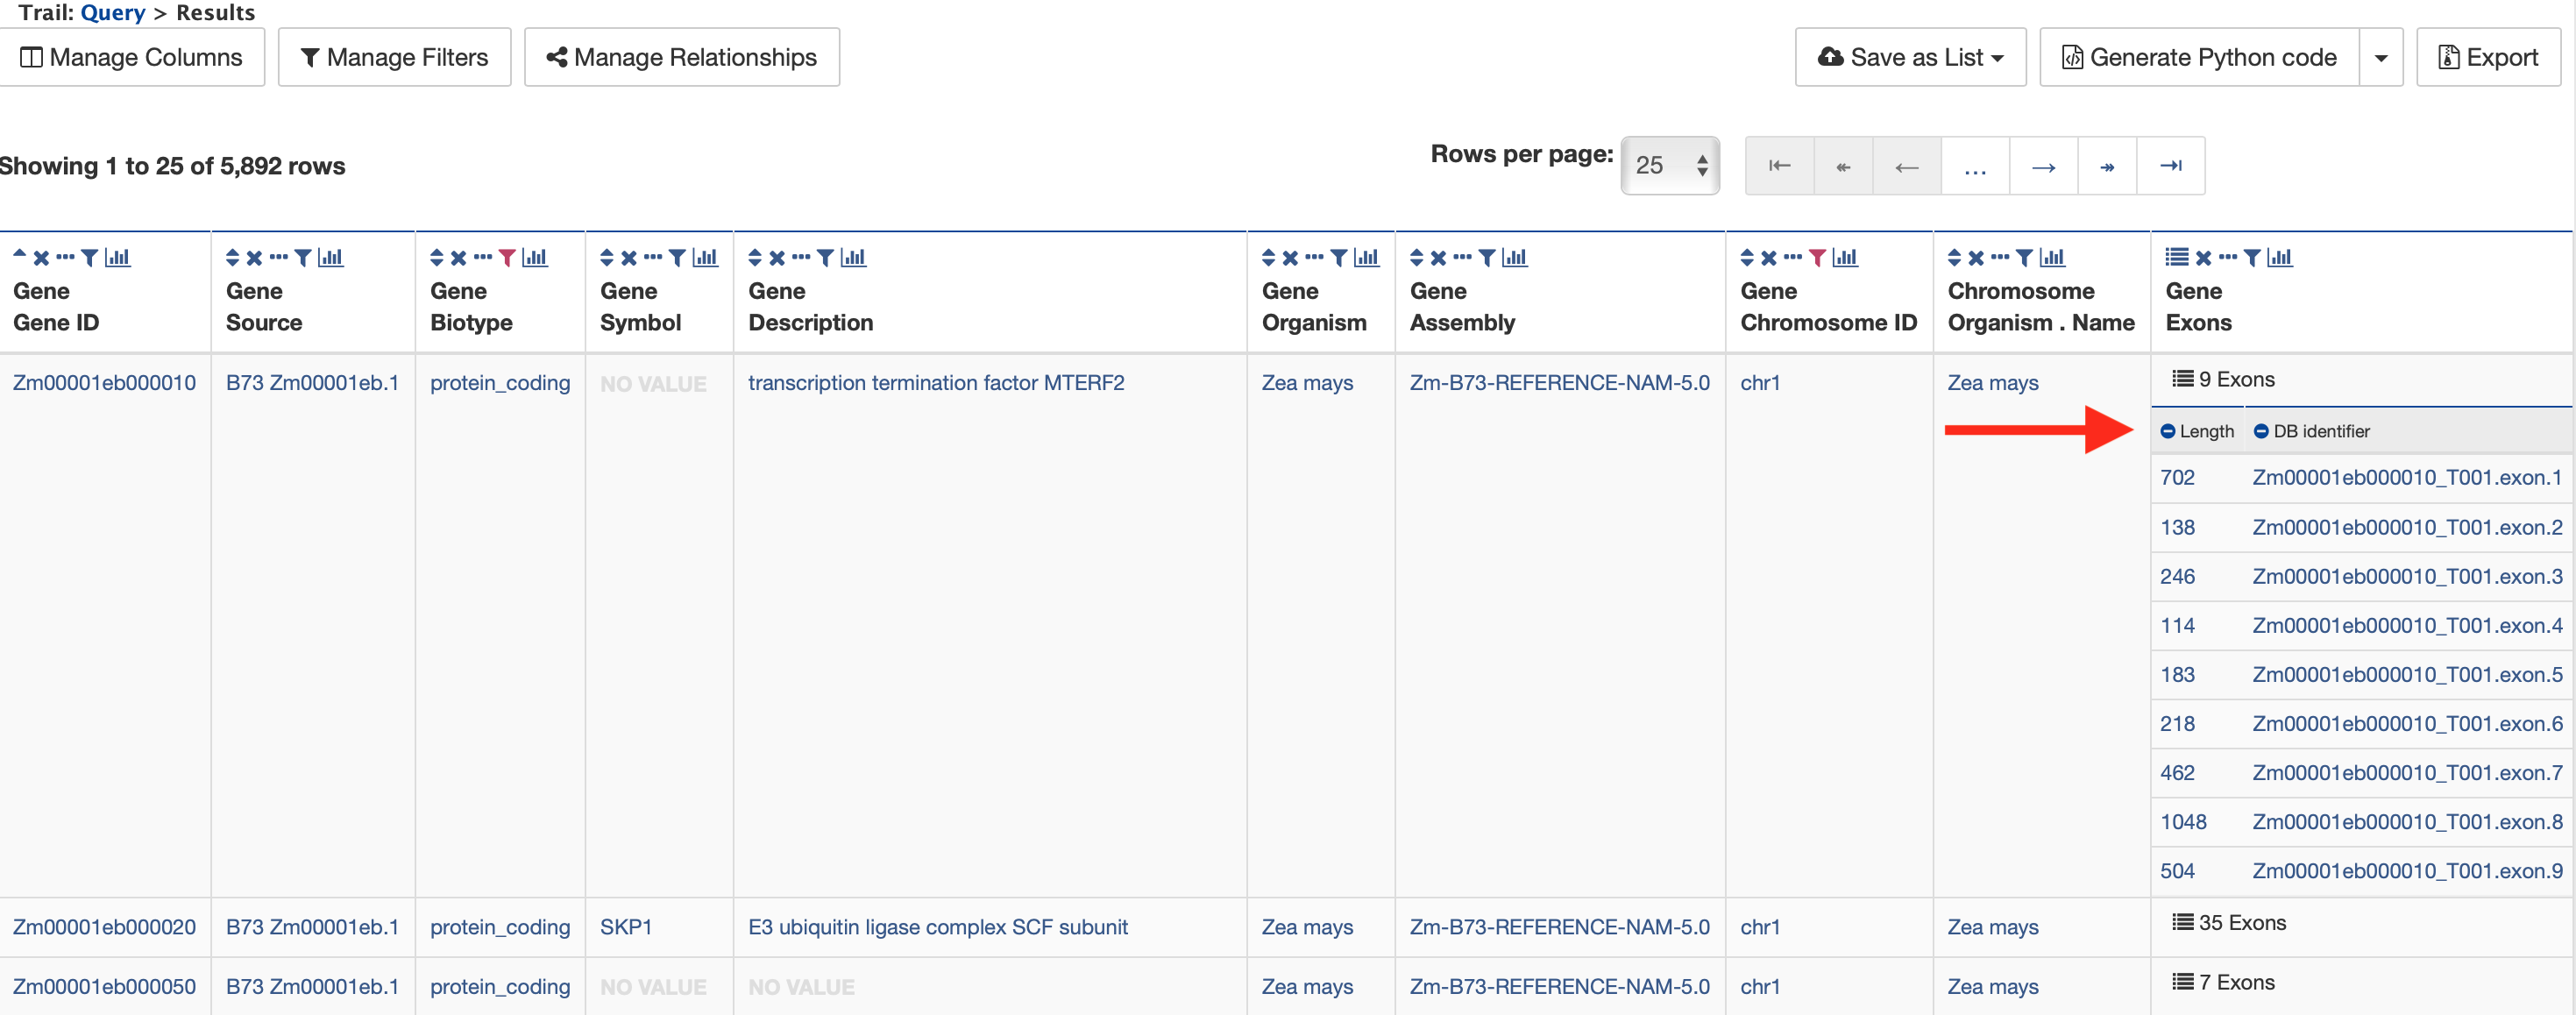 Trail: Query > Results
Manage Columns Manage Filters Manage Relationships Save as List Generate Python code Export
Showing 1 to 25 of 5,892 rows Rows per page: 25 ...
Gene Gene Gene Gene Gene Gene Gene Gene Chromosome Gene
Gene ID Source Biotype Symbol Description Organism Assembly Chromosome ID Organism . Name Exons
Zm00001eb000010 B73 Zm00001eb.1 protein_coding NO VALUE transcription termination factor MTERF2 Zea mays Zm-B73-REFERENCE-NAM-5.0 chr1 Zea mays 9 Exons
Length DB identifier
702 Zm00001eb000010_T001.exon.1
138 Zm00001eb000010_T001.exon.2
246 Zm00001eb000010_T001.exon.3
114 Zm00001eb000010_T001.exon.4
183 Zm00001eb000010_T001.exon.5
218 Zm00001eb000010_T001.exon.6
462 Zm00001eb000010_T001.exon.7
1048 Zm00001eb000010_T001.exon.8
504 Zm00001eb000010_T001.exon.9
Zm00001eb000020 B73 Zm00001eb.1 protein_coding SKP1 E3 ubiquitin ligase complex SCF subunit Zea mays Zm-B73-REFERENCE-NAM-5.0 chr1 Zea mays 35 Exons
Zm00001eb000050 B73 Zm00001eb.1 protein_coding NO VALUE NO VALUE Zea mays Zm-B73-REFERENCE-NAM-5.0 chr1 Zea mays 7 Exons